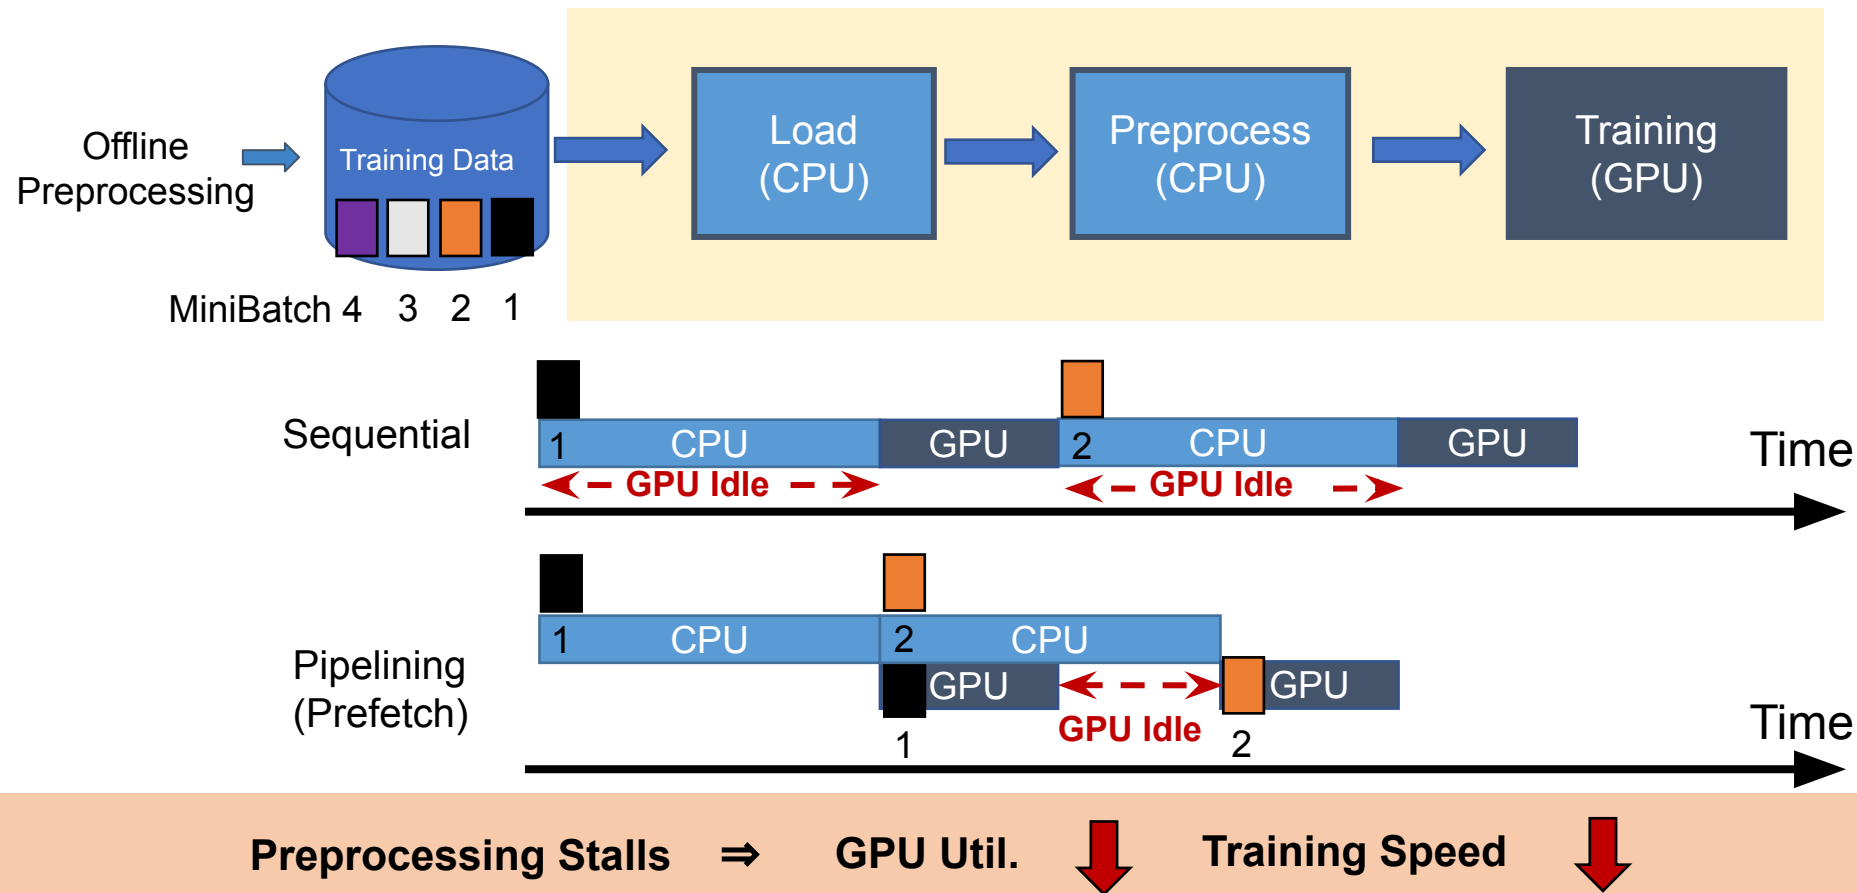 Offline
Preprocessing
Training Data
Load
(CPU)
Preprocess
(CPU)
Training
(GPU)
MiniBatch 4 3 2 1
Sequential
1 CPU GPU 2 CPU GPU
Time
GPU Idle GPU Idle
Pipelining
(Prefetch)
1 CPU 2 CPU
GPU GPU
GPU Idle
1 2
Time
Preprocessing Stalls ⇒ GPU Util. Training Speed